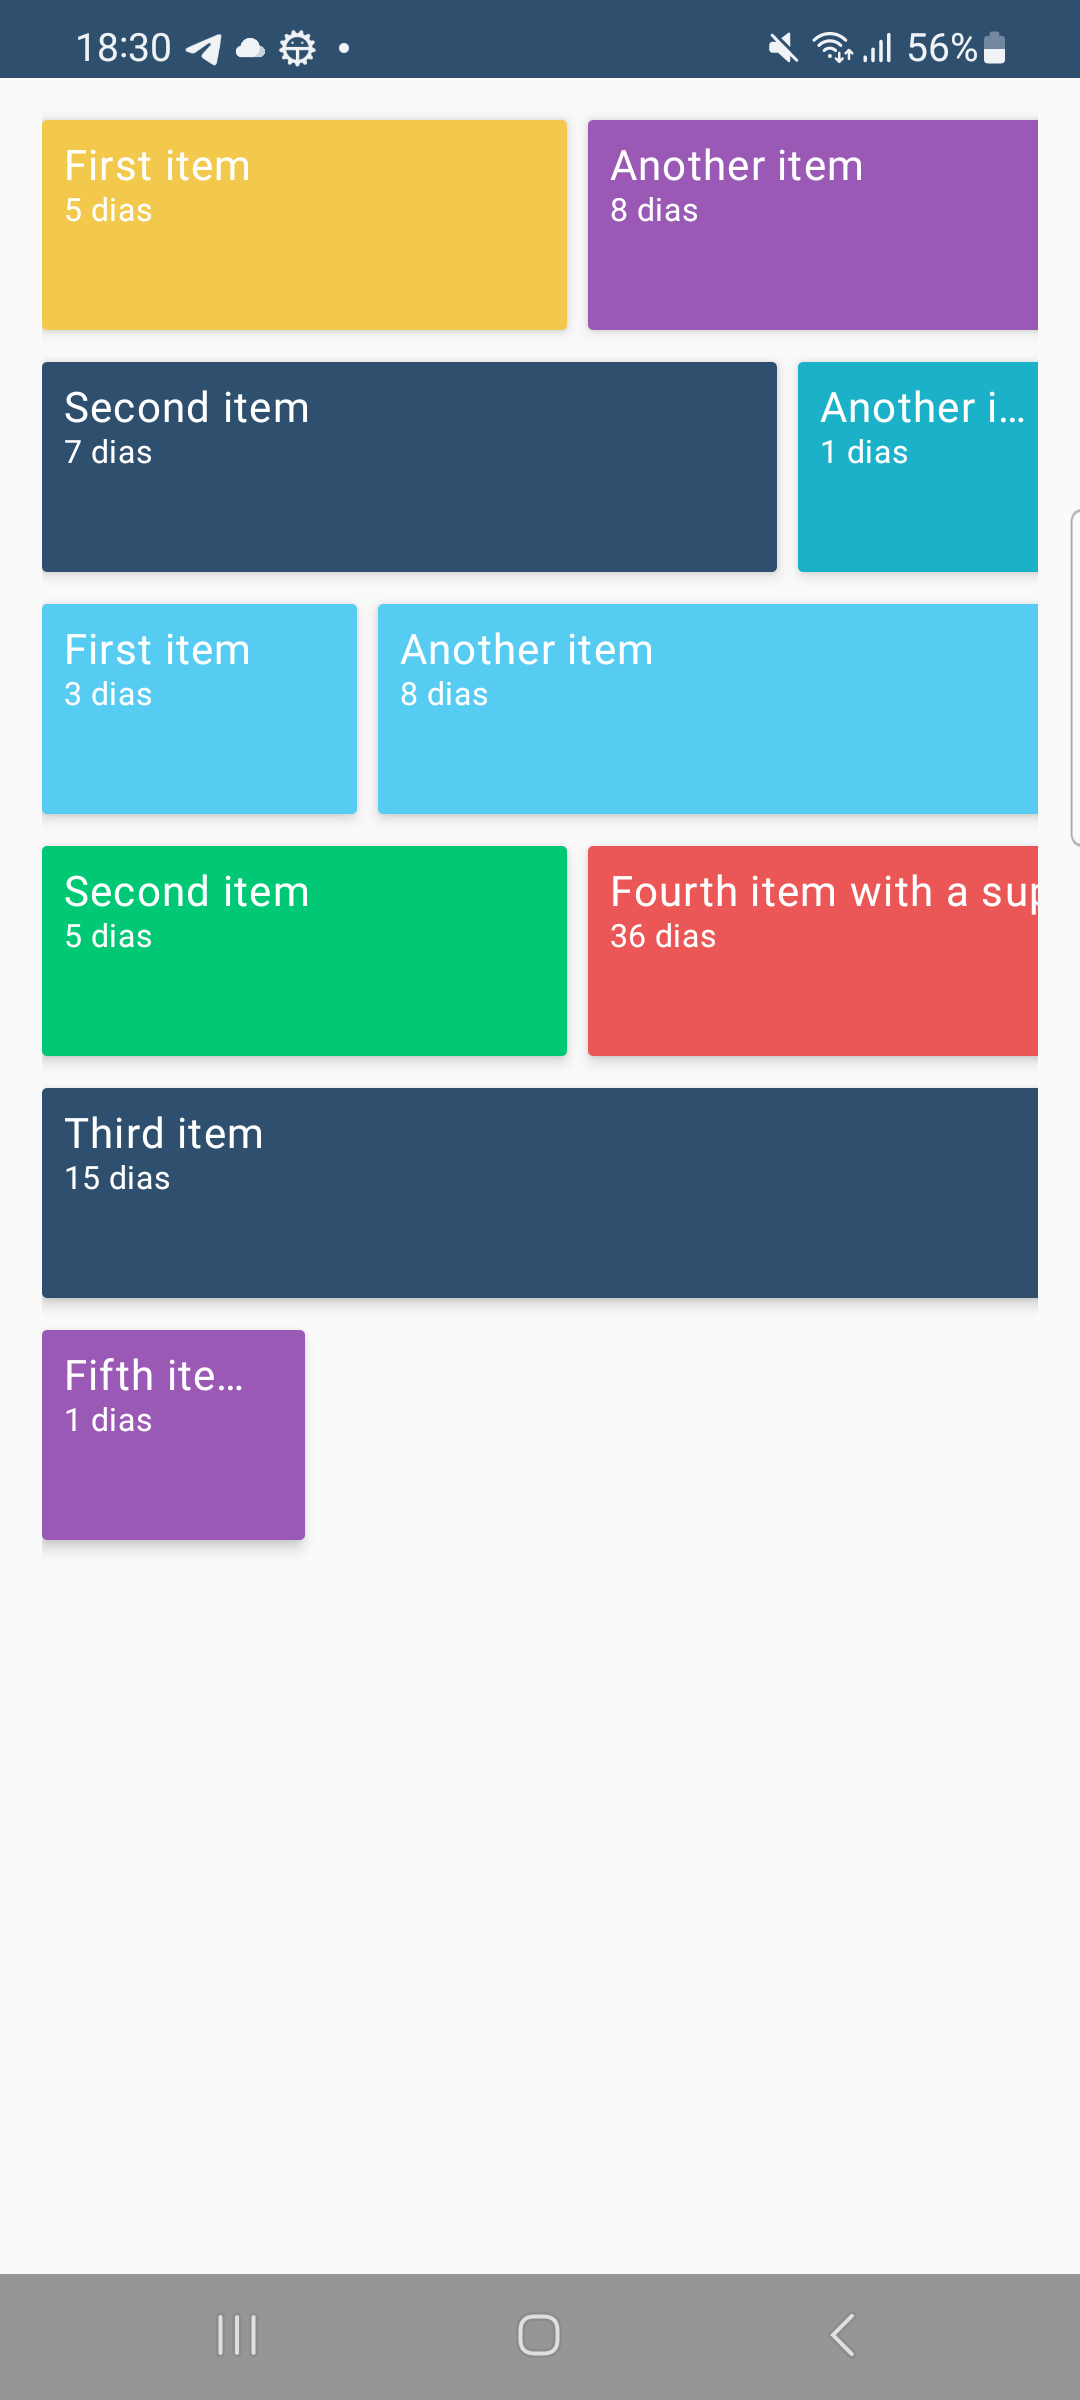 18:30 56%
First item
5 dias
Another item
8 dias
Second item
7 dias
Another i...
1 dias
First item
3 dias
Another item
8 dias
Second item
5 dias
Fourth item with a sup
36 dias
Third item
15 dias
Fifth ite...
1 dias